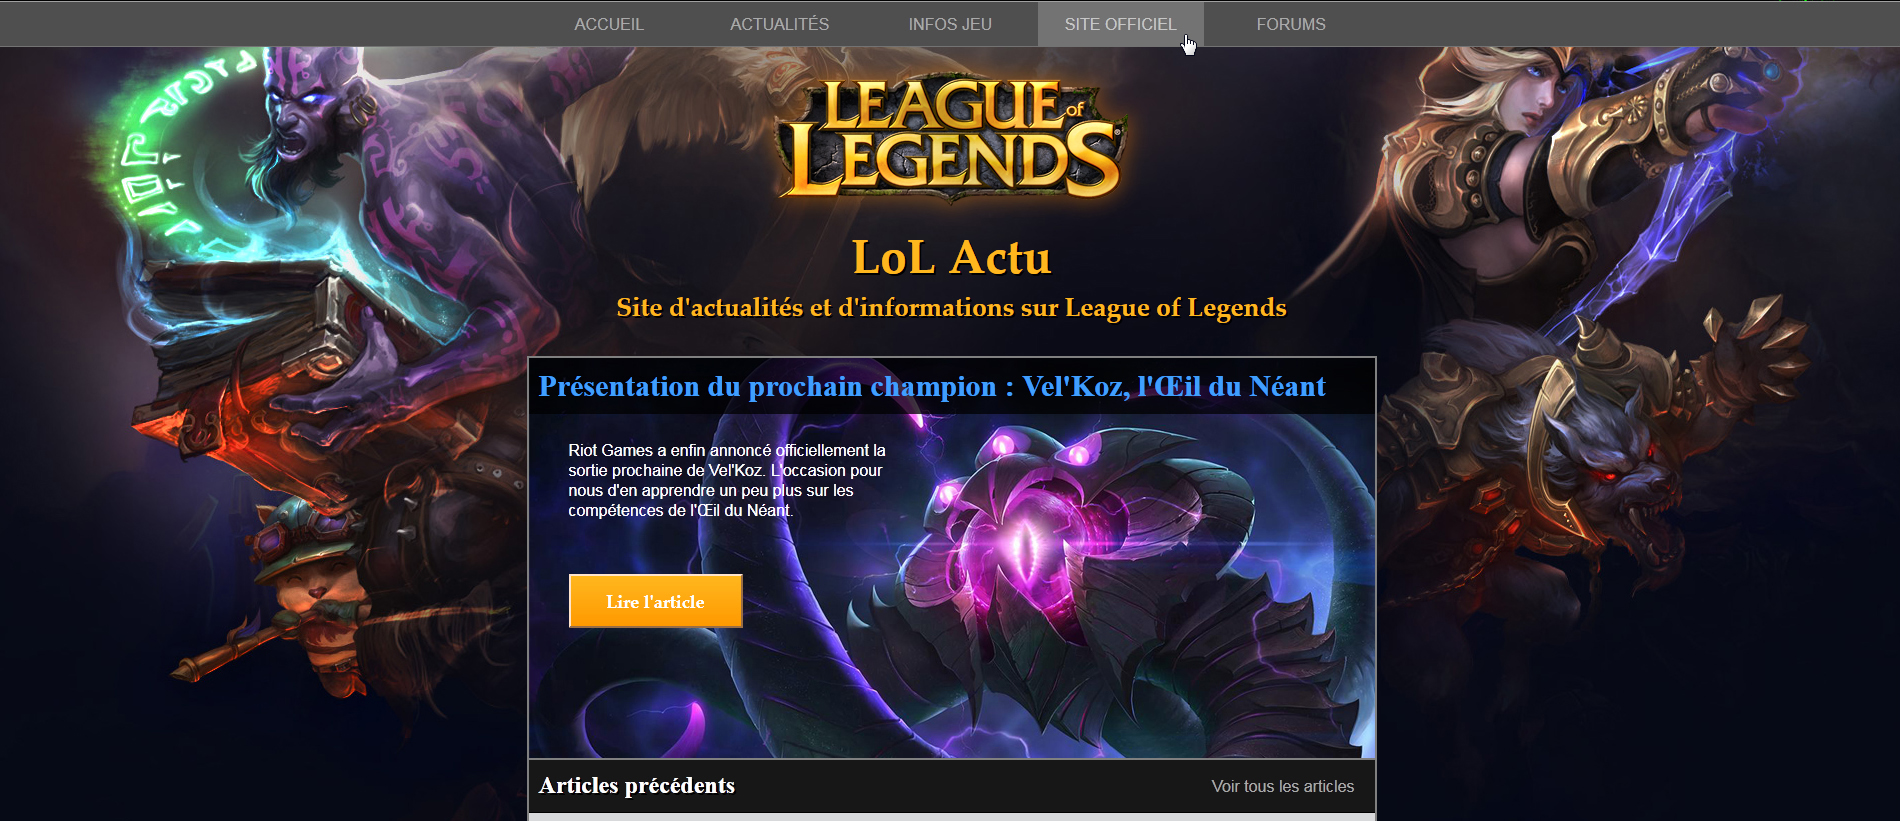 ACCUEIL ACTUALITÉS INFOS JEU SITE OFFICIEL FORUMS
LEAGUE of
LEGENDS®
LoL Actu
Site d'actualités et d'informations sur League of Legends
Présentation du prochain champion : Vel'Koz, l'Œil du Néant
Riot Games a enfin annoncé officiellement la
sortie prochaine de Vel'Koz. L'occasion pour
nous d'en apprendre un peu plus sur les
compétences de l'Œil du Néant.
Lire l'article
Articles précédents Voir tous les articles